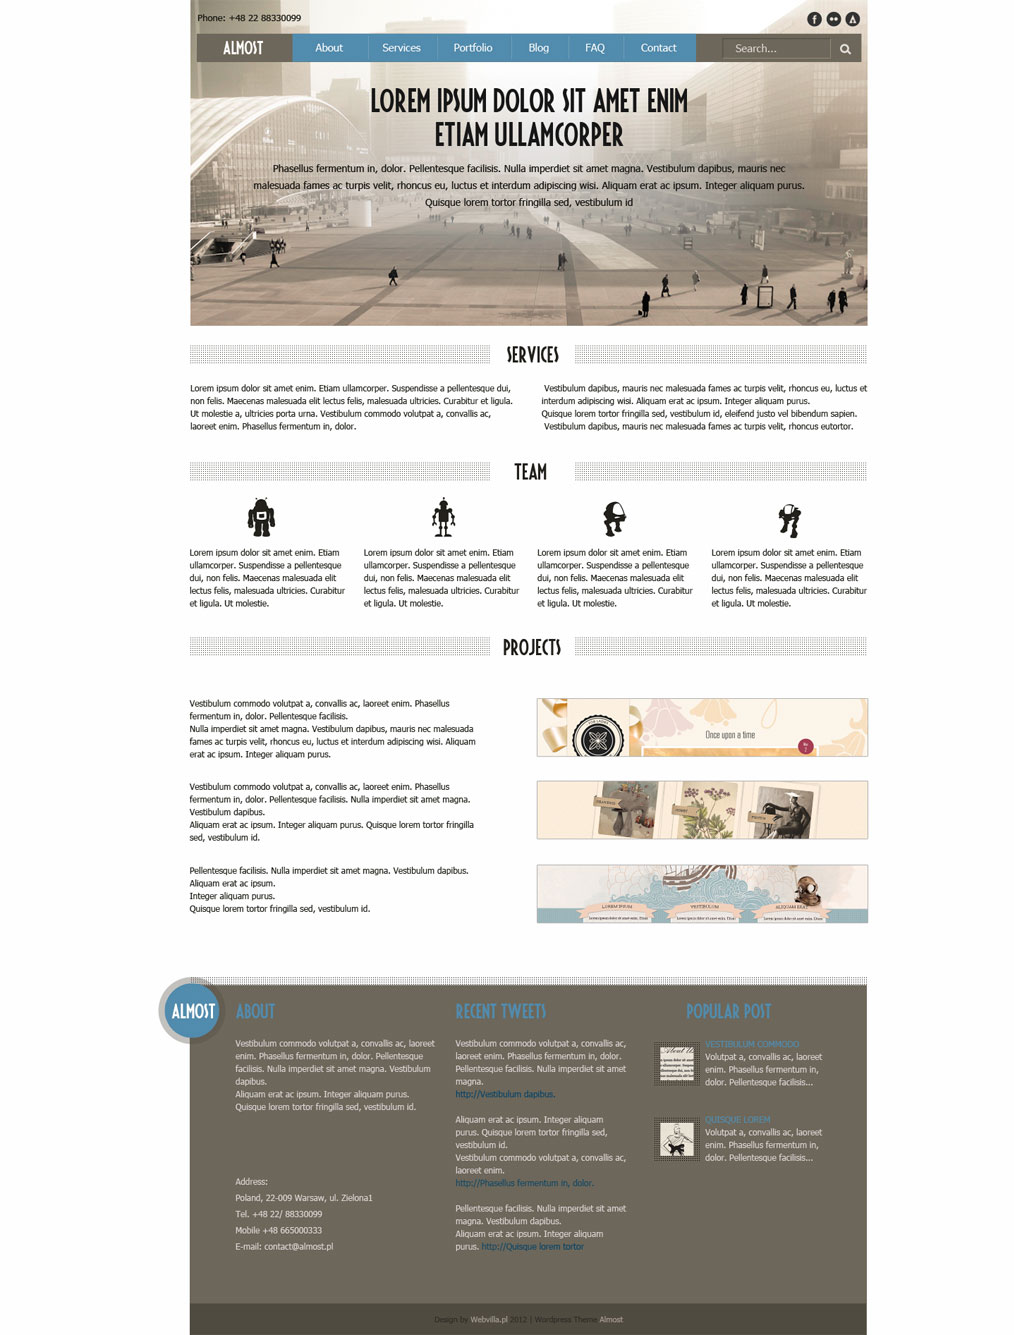 Phone: +48 22 88330099
ALMOST
About
Services
Portfolio
Blog
FAQ
Contact
Search...
LOREM IPSUM DOLOR SIT AMET ENIM
ETIAM ULLAMCORPER
Phasellus fermentum in, dolor. Pellentesque facilisis. Nulla imperdiet sit amet magna. Vestibulum dapibus, mauris nec
malesuada fames ac turpis velit, rhoncus eu, luctus et interdum adipiscing wisi. Aliquam erat ac ipsum. Integer aliquam purus.
Quisque lorem tortor fringilla sed, vestibulum id
SERVICES
Lorem ipsum dolor sit amet enim. Etiam ullamcorper. Suspendisse a pellentesque dui,
non felis. Maecenas malesuada elit lectus felis, malesuada ultricies. Curabitur et ligula.
Ut molestie a, ultricies porta urna. Vestibulum commodo volutpat a, convallis ac,
laoreet enim. Phasellus fermentum in, dolor.
Vestibulum dapibus, mauris nec malesuada fames ac turpis velit, rhoncus eu, luctus et
interdum adipiscing wisi. Aliquam erat ac ipsum. Integer aliquam purus.
Quisque lorem tortor fringilla sed, vestibulum id, eleifend justo vel bibendum sapien.
Vestibulum dapibus, mauris nec malesuada fames ac turpis velit, rhoncus eutortor.
TEAM
Lorem ipsum dolor sit amet enim. Etiam
ullamcorper. Suspendisse a pellentesque
dui, non felis. Maecenas malesuada elit
lectus felis, malesuada ultricies. Curabitur
et ligula. Ut molestie.
Lorem ipsum dolor sit amet enim. Etiam
ullamcorper. Suspendisse a pellentesque
dui, non felis. Maecenas malesuada elit
lectus felis, malesuada ultricies. Curabitur
et ligula. Ut molestie.
Lorem ipsum dolor sit amet enim. Etiam
ullamcorper. Suspendisse a pellentesque
dui, non felis. Maecenas malesuada elit
lectus felis, malesuada ultricies. Curabitur
et ligula. Ut molestie.
Lorem ipsum dolor sit amet enim. Etiam
ullamcorper. Suspendisse a pellentesque
dui, non felis. Maecenas malesuada elit
lectus felis, malesuada ultricies. Curabitur
et ligula. Ut molestie.
PROJECTS
Vestibulum commodo volutpat a, convallis ac, laoreet enim. Phasellus
fermentum in, dolor. Pellentesque facilisis.
Nulla imperdiet sit amet magna. Vestibulum dapibus, mauris nec malesuada
fames ac turpis velit, rhoncus eu, luctus et interdum adipiscing wisi. Aliquam
erat ac ipsum. Integer aliquam purus.
Once upon a time
Vestibulum commodo volutpat a, convallis ac, laoreet enim. Phasellus
fermentum in, dolor. Pellentesque facilisis. Nulla imperdiet sit amet magna.
Vestibulum dapibus.
Aliquam erat ac ipsum. Integer aliquam purus. Quisque lorem tortor fringilla
sed, vestibulum id.
Pellentesque facilisis. Nulla imperdiet sit amet magna. Vestibulum dapibus.
Aliquam erat ac ipsum.
Integer aliquam purus.
Quisque lorem tortor fringilla sed, vestibulum id.
LOREM IPSUM
VESTIBULUM
ALIQUAM ERAT
ALMOST
ABOUT
Vestibulum commodo volutpat a, convallis ac, laoreet
enim. Phasellus fermentum in, dolor. Pellentesque
facilisis. Nulla imperdiet sit amet magna. Vestibulum
dapibus.
Aliquam erat ac ipsum. Integer aliquam purus.
Quisque lorem tortor fringilla sed, vestibulum id.
Address:
Poland, 22-009 Warsaw, ul. Zielona1
Tel. +48 22/ 88330099
Mobile +48 665000333
E-mail: contact@almost.pl
RECENT TWEETS
Vestibulum commodo volutpat a, convallis ac,
laoreet enim. Phasellus fermentum in, dolor.
Pellentesque facilisis. Nulla imperdiet sit amet
magna.
http://Vestibulum dapibus.
Aliquam erat ac ipsum. Integer aliquam
purus. Quisque lorem tortor fringilla sed,
vestibulum id.
Vestibulum commodo volutpat a, convallis ac,
laoreet enim.
http://Phasellus fermentum in, dolor.
Pellentesque facilisis. Nulla imperdiet sit amet
magna. Vestibulum dapibus.
Aliquam erat ac ipsum. Integer aliquam
purus. http://Quisque lorem tortor
POPULAR POST
VESTIBULUM COMMODO
Volutpat a, convallis ac, laoreet
enim. Phasellus fermentum in,
dolor. Pellentesque facilisis...
QUISQUE LOREM
Volutpat a, convallis ac, laoreet
enim. Phasellus fermentum in,
dolor. Pellentesque facilisis...
Design by Webvilla.pl 2012 | Wordpress Theme Almost